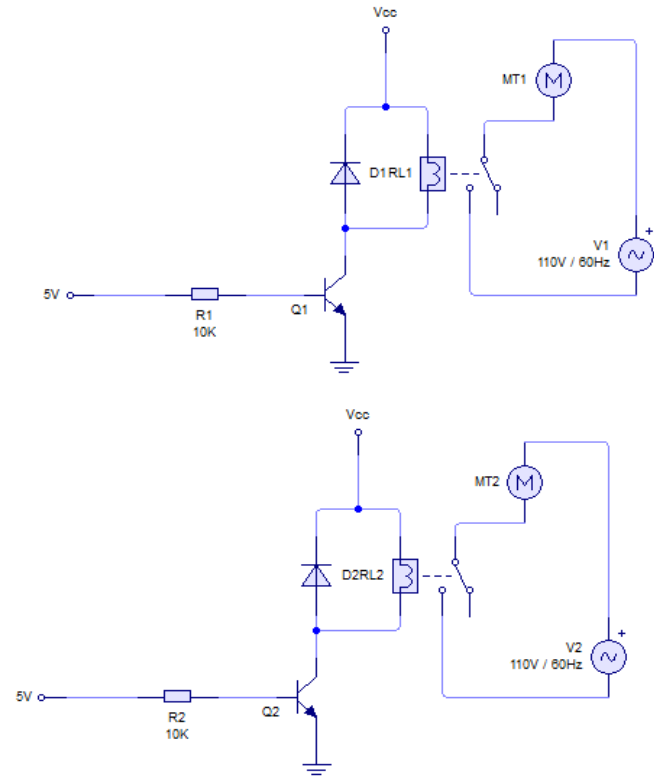 Vcc
MT1
M
D1RL1
+
V1
110V / 60Hz
5V
R1
10K
Q1
Vcc
MT2
M
D2RL2
+
V2
110V / 60Hz
5V
R2
10K
Q2